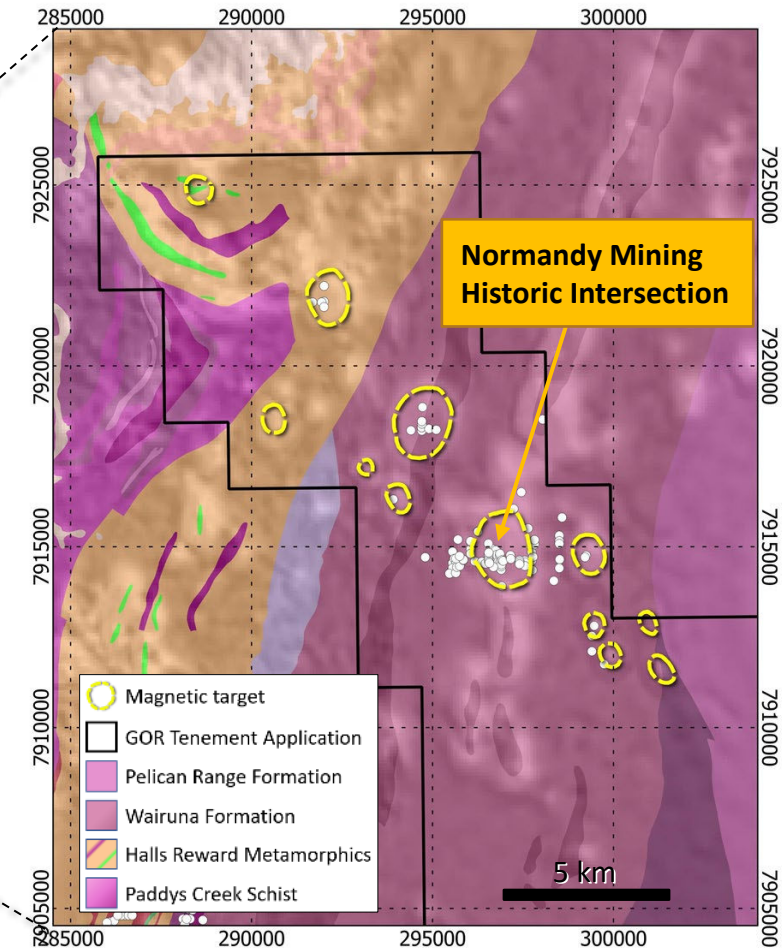 285000 290000 295000 300000
7925000 7925000
Normandy Mining
Historic Intersection
7920000 7920000
7915000 7915000
Magnetic target
GOR Tenement Application
Pelican Range Formation
Wairuna Formation
Halls Reward Metamorphics
Paddys Creek Schist
7910000 7910000
5 km
7905000 7905000
285000 290000 295000 300000